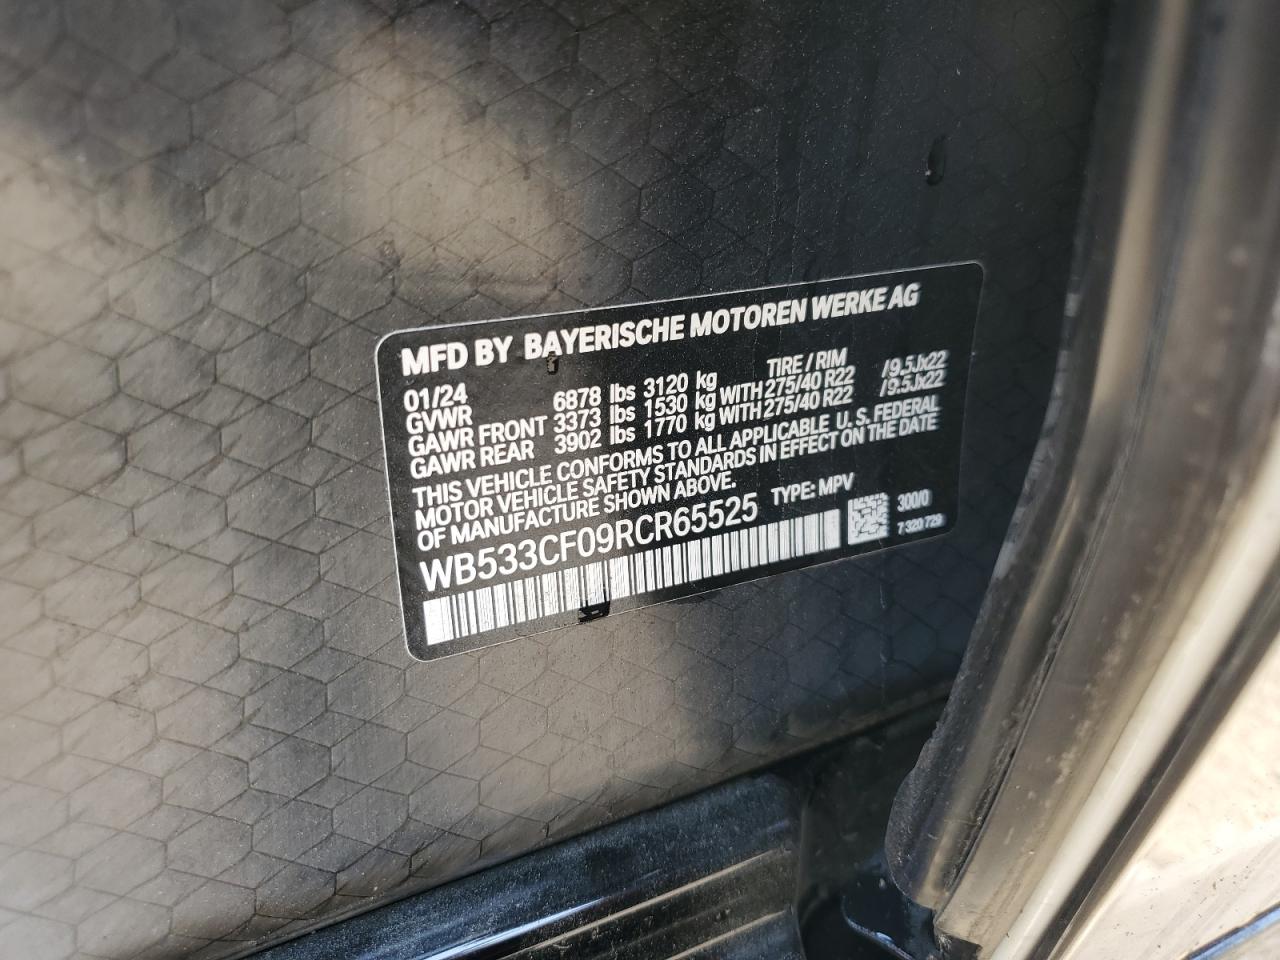 MFD BY BAYERISCHE MOTOREN WERKE AG
01/24 TIRE / RIM
GVWR 6878 lbs 3120 kg
GAWR FRONT 3373 lbs 1530 kg WITH 275/40 R22 /9.5Jx22
GAWR REAR 3902 lbs 1770 kg WITH 275/40 R22 /9.5Jx22
THIS VEHICLE CONFORMS TO ALL APPLICABLE U. S. FEDERAL
MOTOR VEHICLE SAFETY STANDARDS IN EFFECT ON THE DATE
OF MANUFACTURE SHOWN ABOVE.
WB533CF09RCR65525 TYPE: MPV
300/0
7 320 729